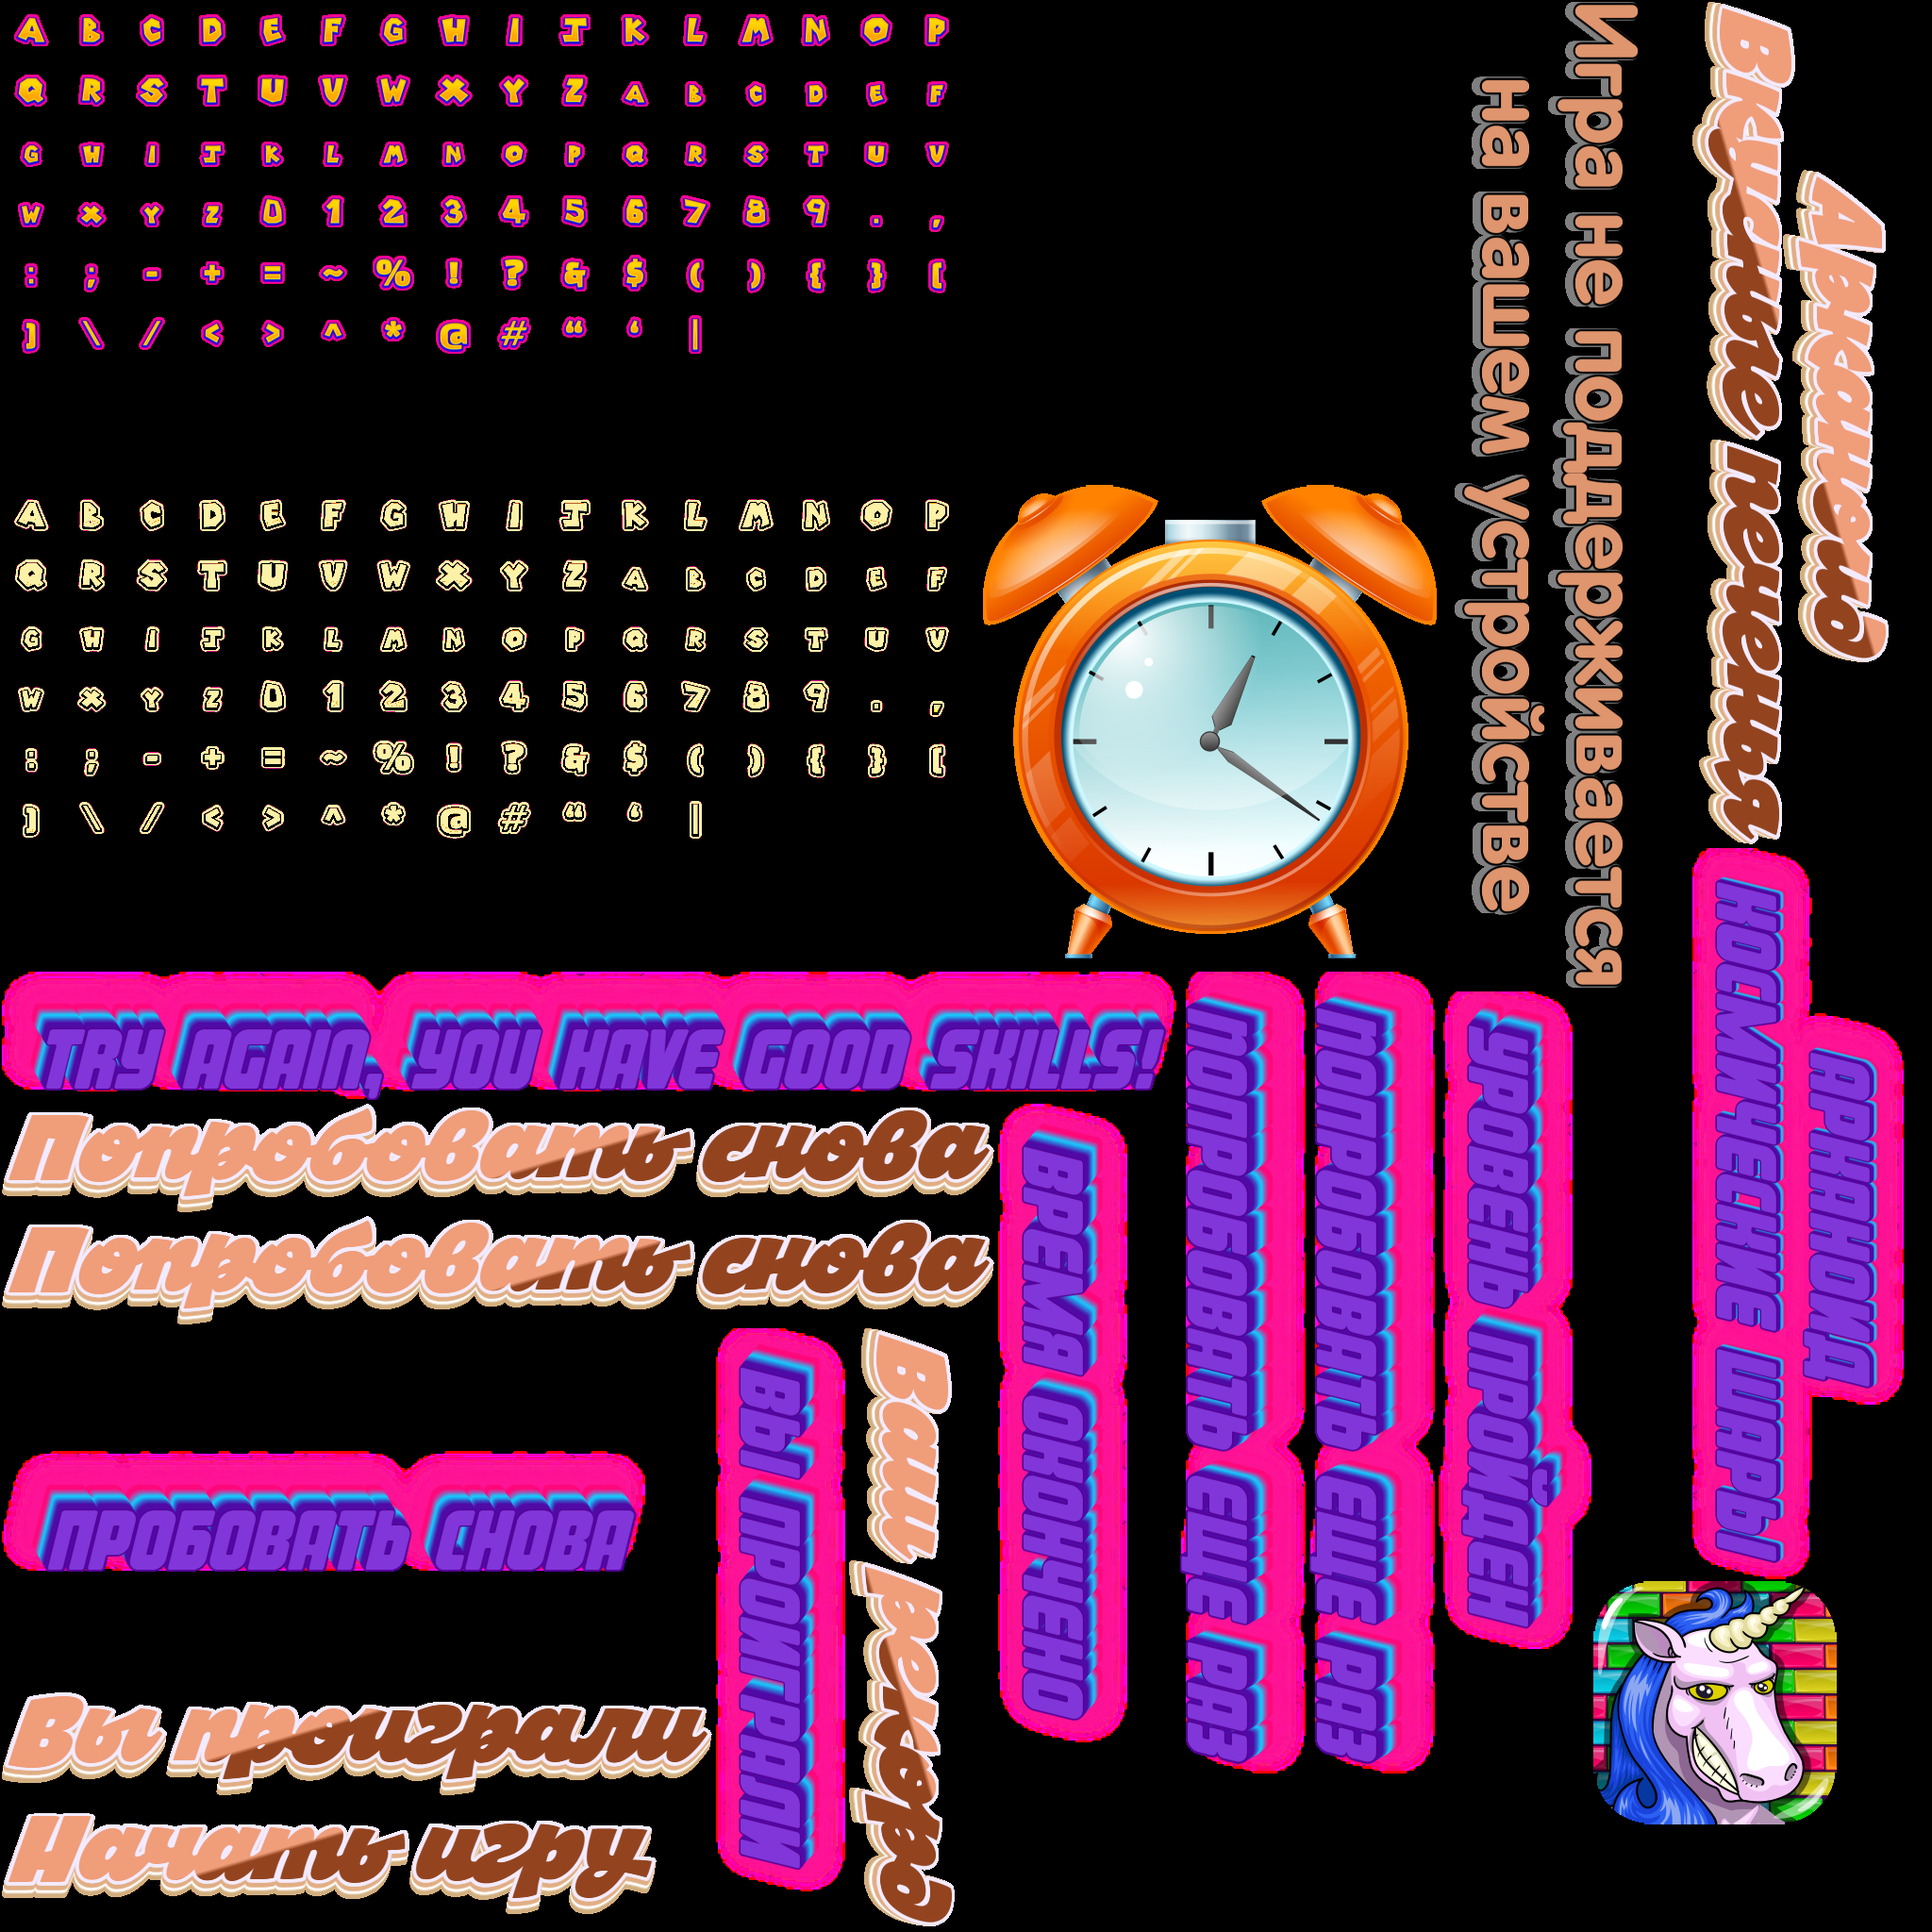 A B C D E F G H I J K L M N O P
Q R S T U V W X Y Z A B C D E F
G H I J K L M N O P Q R S T U V
W X Y Z 0 1 2 3 4 5 6 7 8 9 . ,
: ; - + = ~ % ! ? & $ ( ) { } [
] \ / < > ^ * @ # “ ‘ |
A B C D E F G H I J K L M N O P
Q R S T U V W X Y Z A B C D E F
G H I J K L M N O P Q R S T U V
W X Y Z 0 1 2 3 4 5 6 7 8 9 . ,
: ; - + = ~ % ! ? & $ ( ) { } [
] \ / < > ^ * @ # “ ‘ |
Игра не поддерживается
на вашем устройстве
Арканоид
Вкусные печенья
TRY AGAIN, YOU HAVE GOOD SKILLS!
Попробовать снова
Попробовать снова
ПРОБОВАТЬ СНОВА
Вы проиграли
Начать игру
ВЫ ПРОИГРАЛИ
Ваш рекорд
ВРЕМЯ ОКОНЧЕНО
ПОПРОБОВАТЬ ЕЩЕ РАЗ
ПОПРОБОВАТЬ ЕЩЕ РАЗ
УРОВЕНЬ ПРОЙДЕН
АРКАНОИД
КОСМИЧЕСКИЕ ШАРЫ